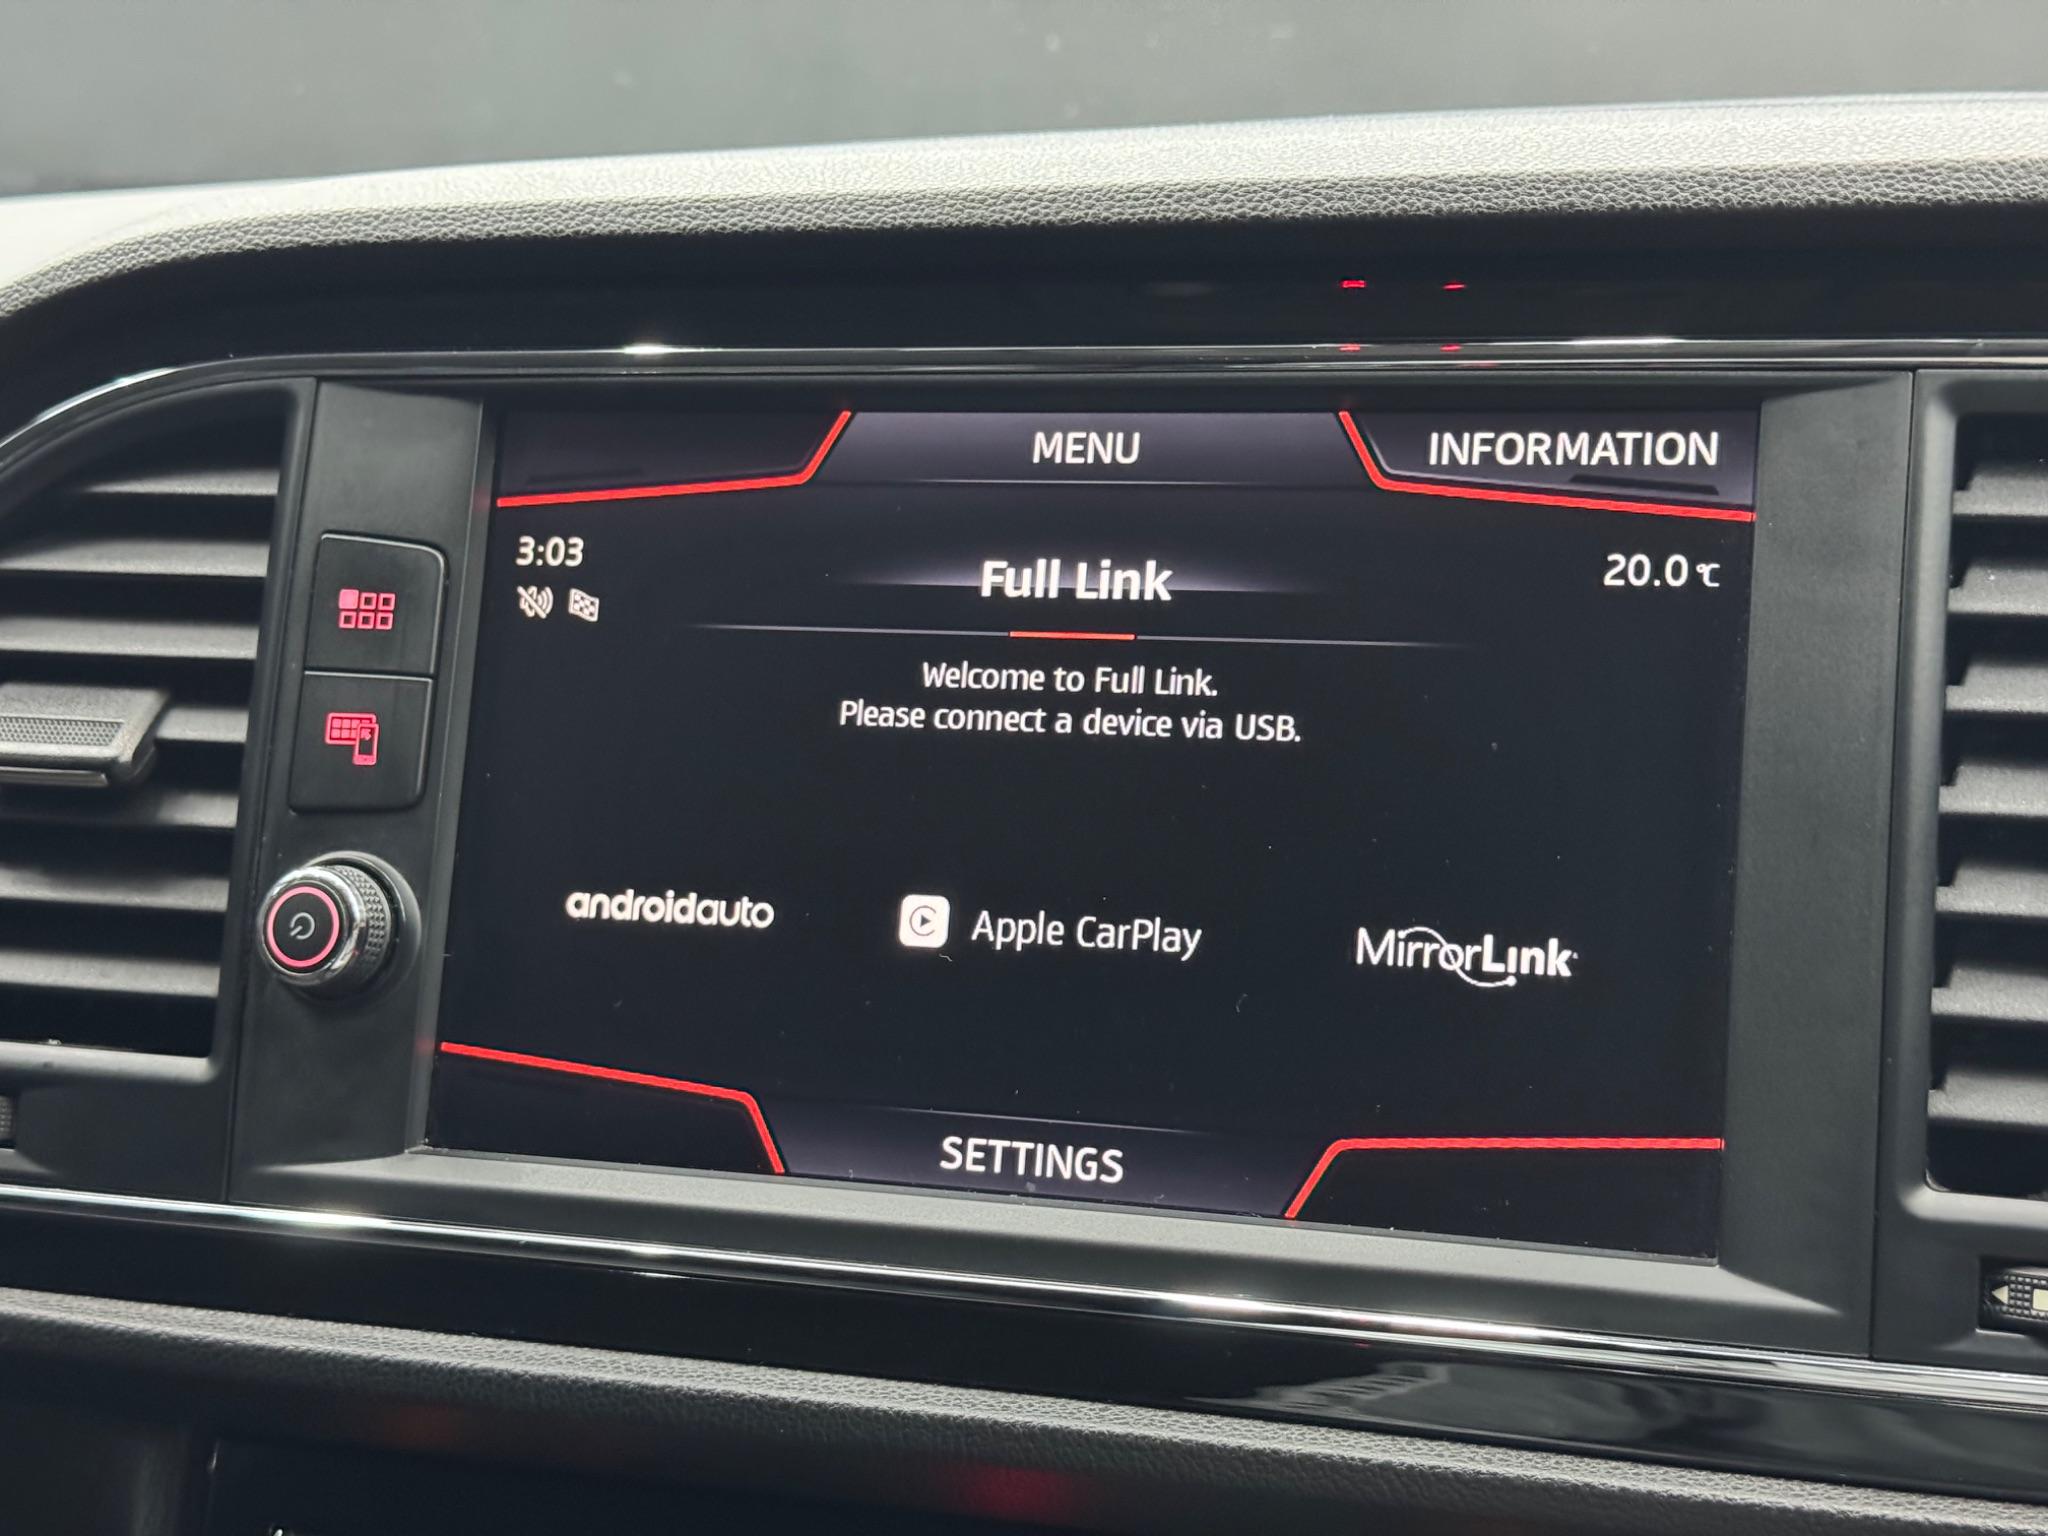 MENU
INFORMATION
3:03
20.0 °C
Full Link
Welcome to Full Link.
Please connect a device via USB.
androidauto
Apple CarPlay
MirrorLink
SETTINGS